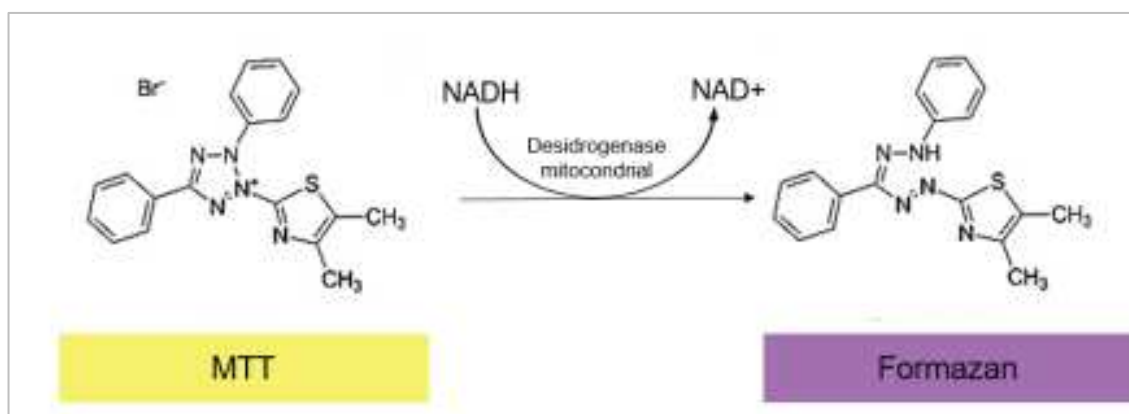 Br-
NADH
NAD+
Desidrogenase
mitocondrial
N
N
N
N+
S
N
CH3
CH3
N
NH
N
N
S
N
CH3
CH3
MTT
Formazan